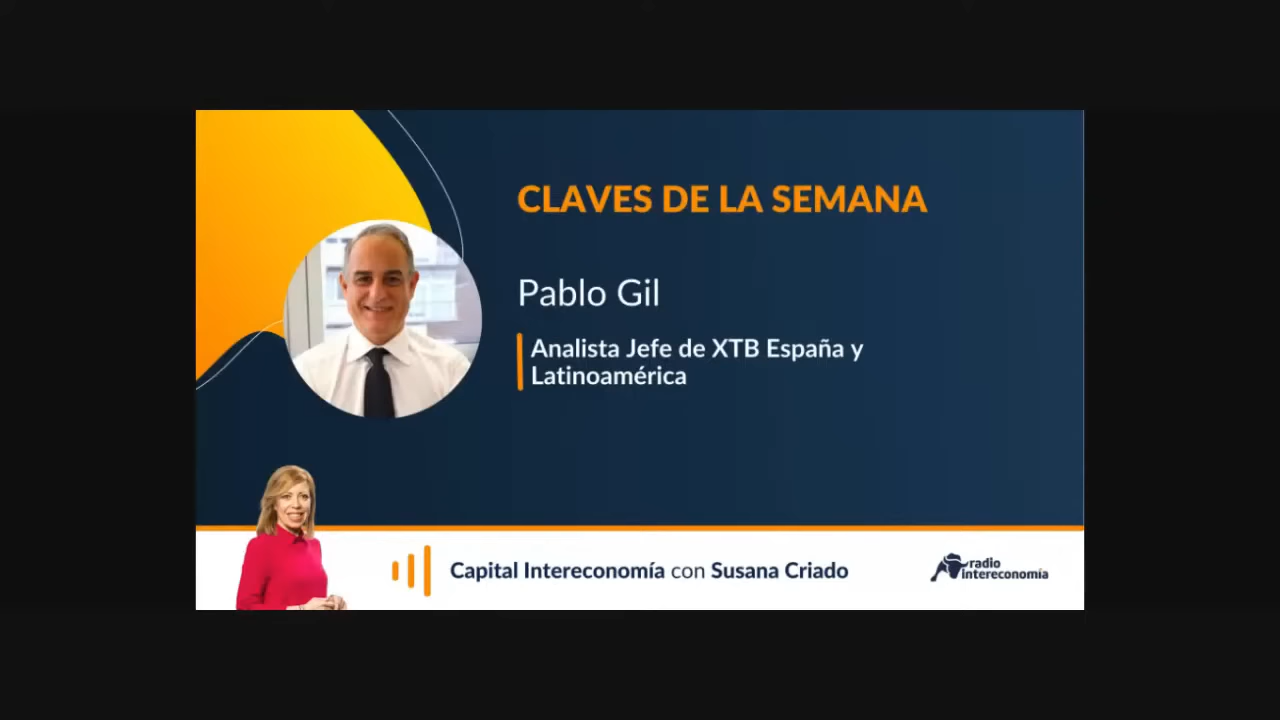 CLAVES DE LA SEMANA
Pablo Gil
Analista Jefe de XTB España y
Latinoamérica
Capital Intereconomía con Susana Criado
radio
intereconomía